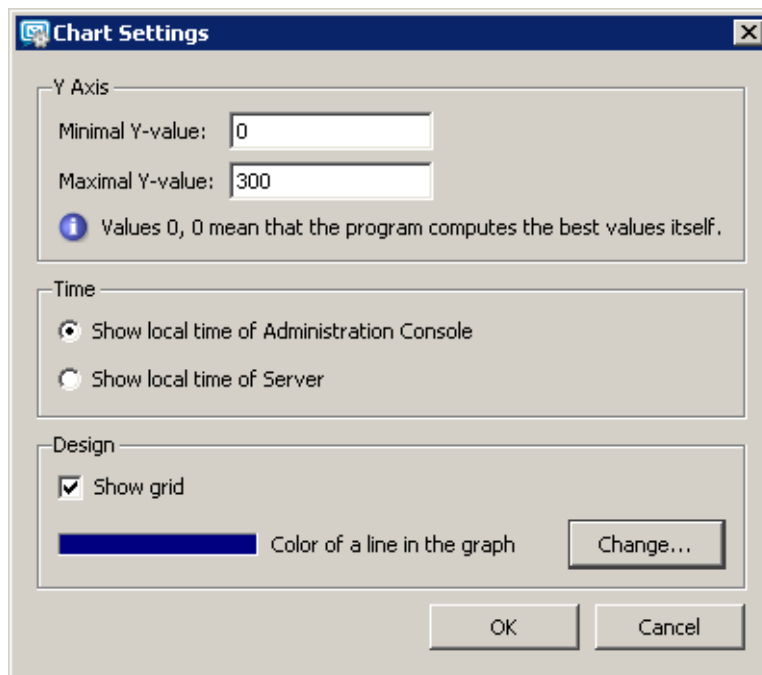 Chart Settings
Y Axis
Minimal Y-value: 0
Maximal Y-value: 300
Values 0, 0 mean that the program computes the best values itself.
Time
Show local time of Administration Console
Show local time of Server
Design
Show grid
Color of a line in the graph Change...
OK Cancel